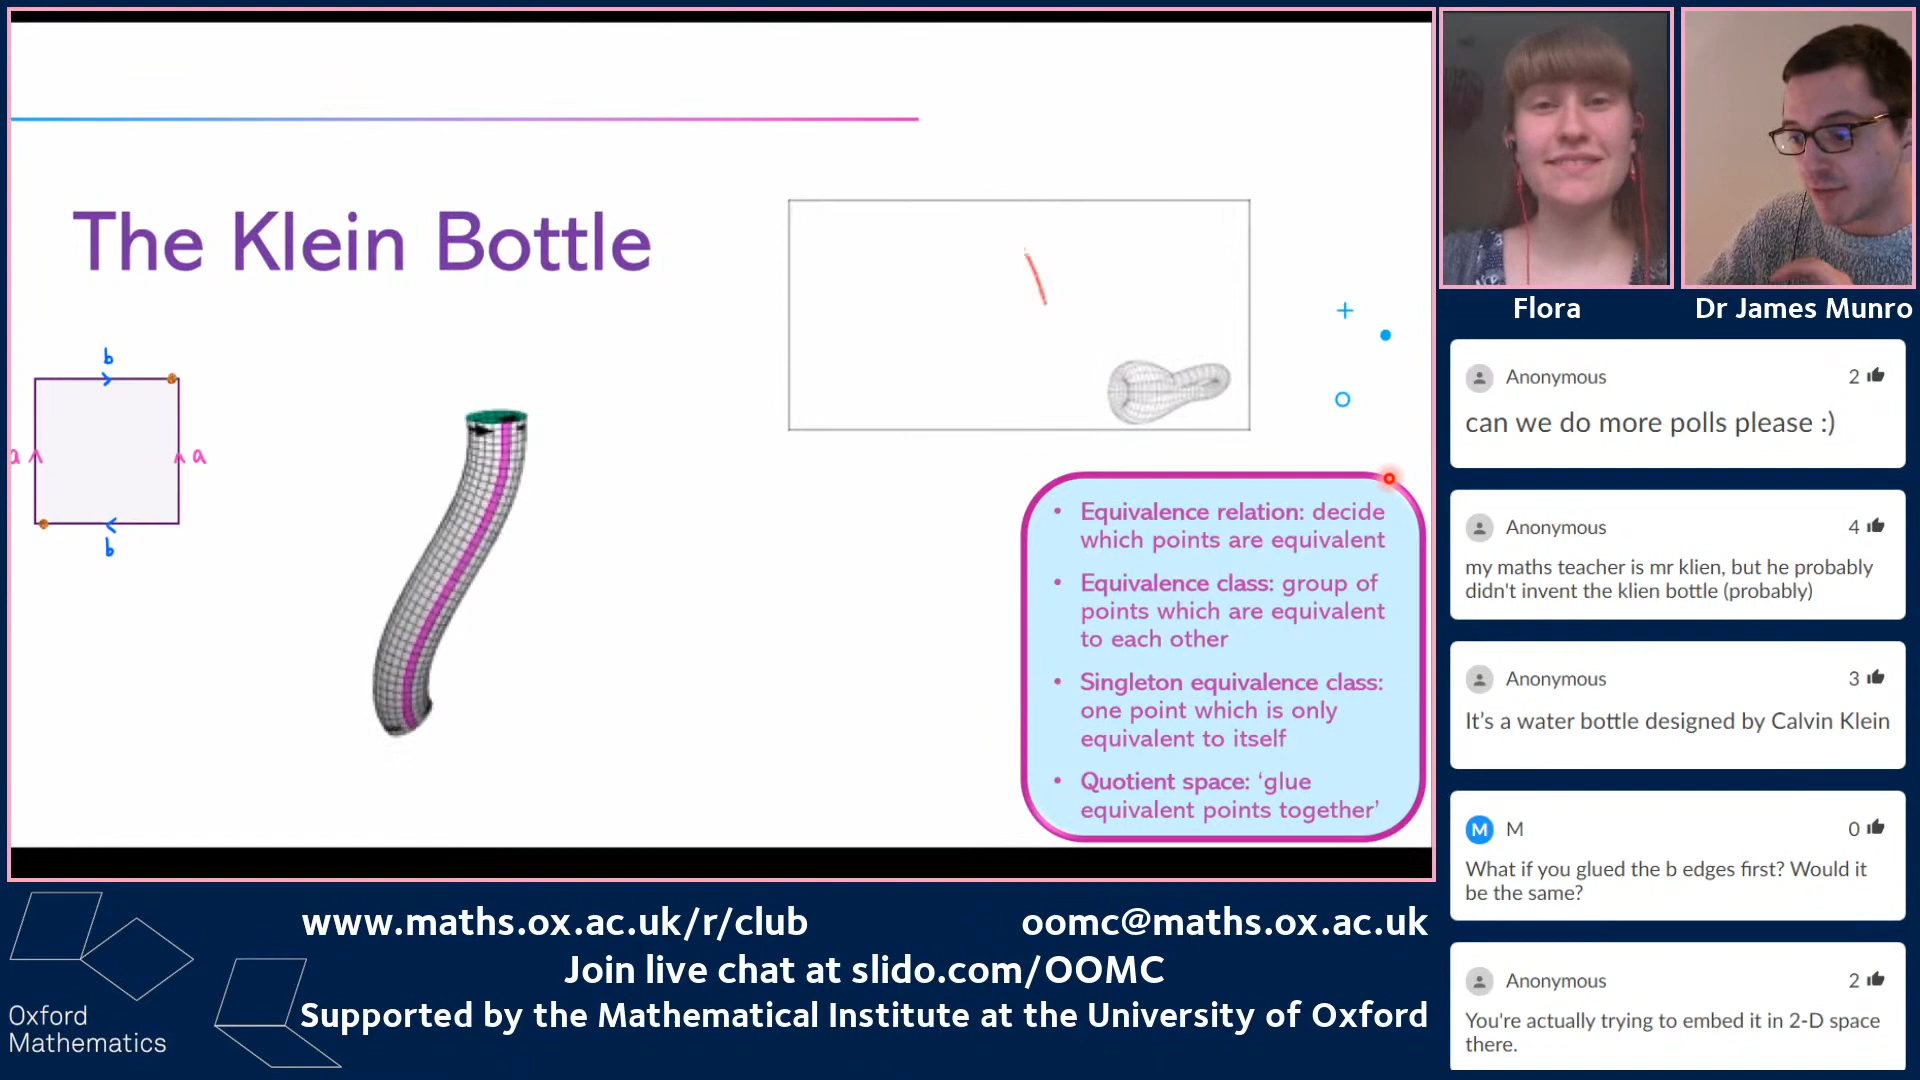 The Klein Bottle
b
a
a
b
• Equivalence relation: decide
which points are equivalent
• Equivalence class: group of
points which are equivalent
to each other
• Singleton equivalence class:
one point which is only
equivalent to itself
• Quotient space: ‘glue
equivalent points together’
Flora
Dr James Munro
Anonymous 2
can we do more polls please :)
Anonymous 4
my maths teacher is mr klien, but he probably
didn't invent the klien bottle (probably)
Anonymous 3
It’s a water bottle designed by Calvin Klein
M M 0
What if you glued the b edges first? Would it
be the same?
Anonymous 2
You're actually trying to embed it in 2-D space
there.
www.maths.ox.ac.uk/r/club
oomc@maths.ox.ac.uk
Join live chat at slido.com/OOMC
Supported by the Mathematical Institute at the University of Oxford
Oxford
Mathematics